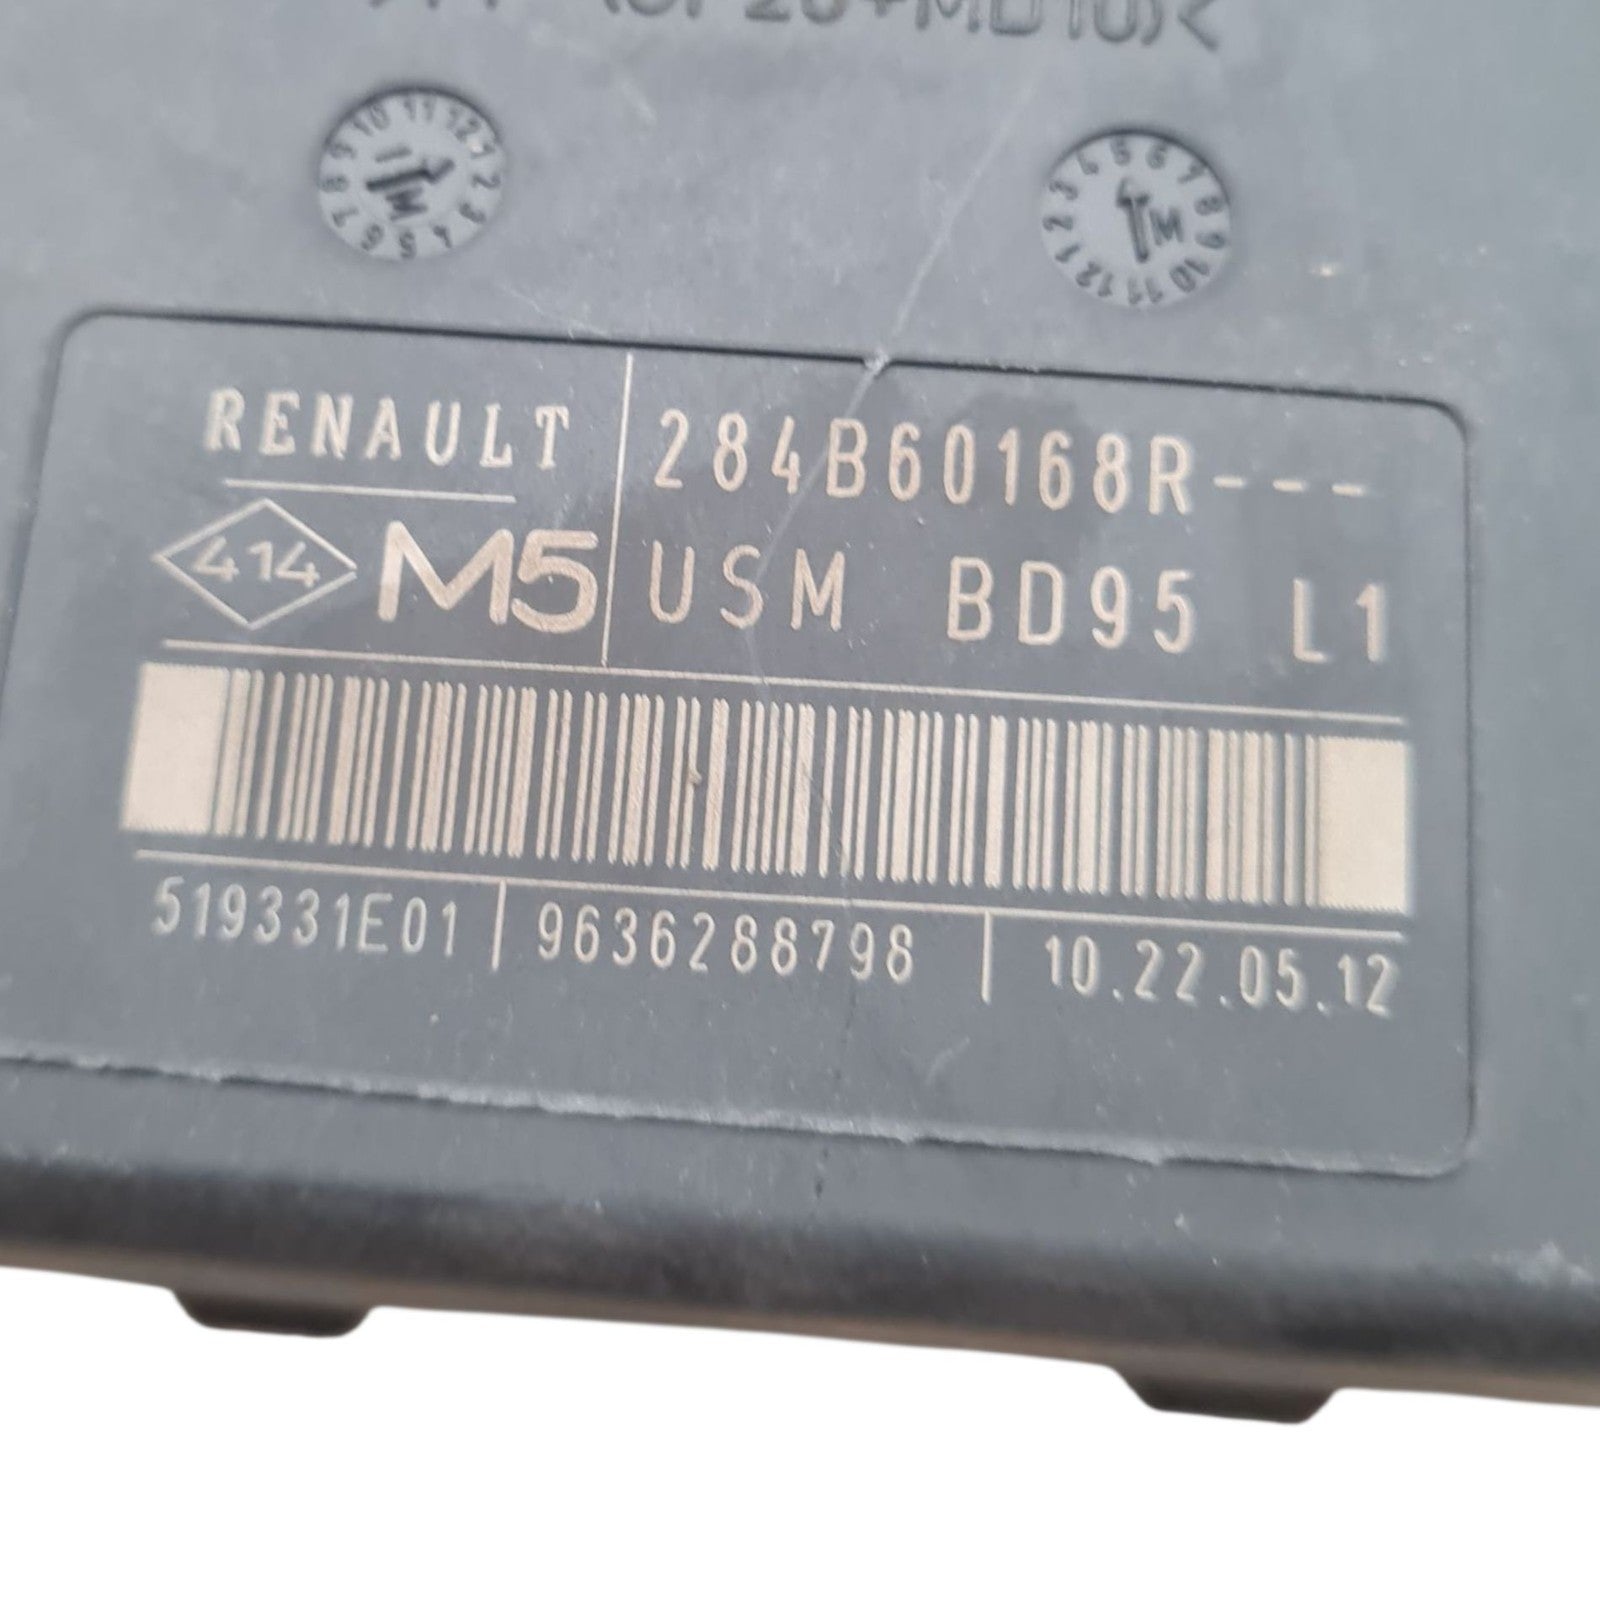 RENAULT 284B60168R---
414 M5 USM BD95 L1
519331E01 | 9636288798 | 10.22.05.12